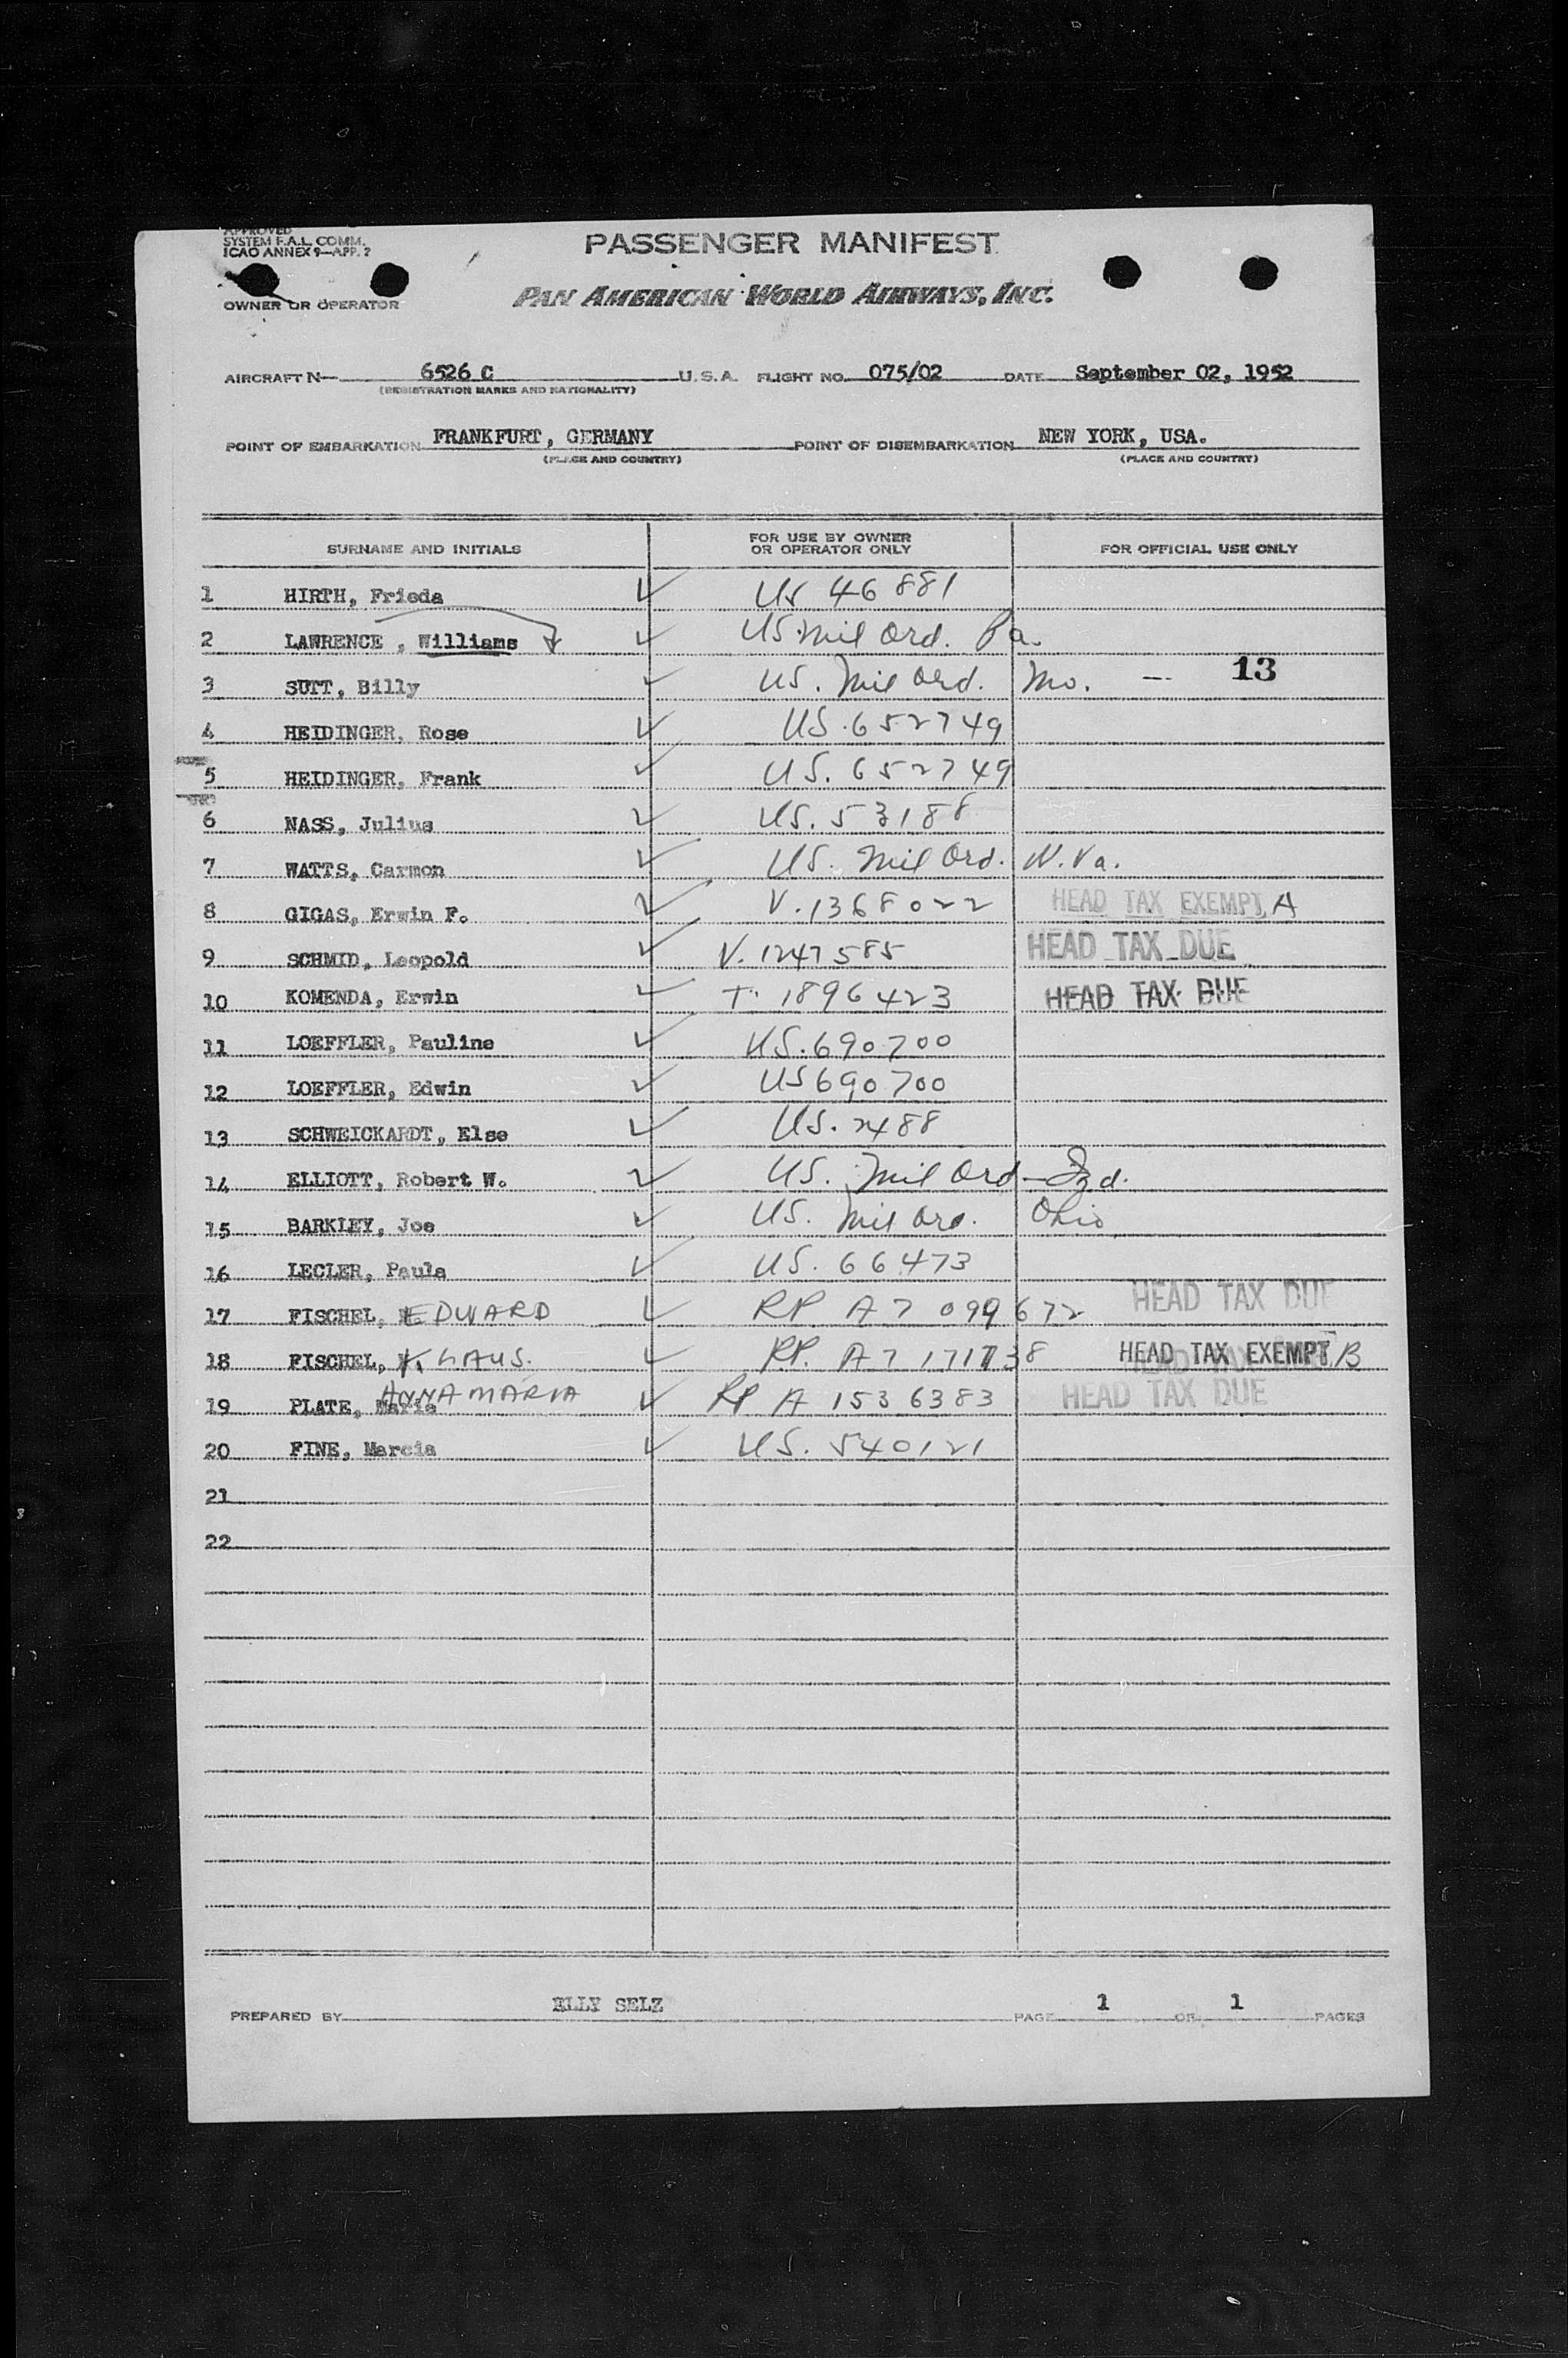 APPROVED
SYSTEM F.A.L. COMM.
ICAO ANNEX 9—APP. 2
PASSENGER MANIFEST
OWNER OR OPERATOR PAN AMERICAN WORLD AIRWAYS, INC.
AIRCRAFT N— 6526 C U.S.A. FLIGHT NO. 075/02 DATE September 02, 1952
(REGISTRATION MARKS AND NATIONALITY)
POINT OF EMBARKATION FRANKFURT, GERMANY POINT OF DISEMBARKATION NEW YORK, USA.
(PLACE AND COUNTRY) (PLACE AND COUNTRY)
SURNAME AND INITIALS FOR USE BY OWNER OR OPERATOR ONLY FOR OFFICIAL USE ONLY
1 HIRTH, Frieda ✓ US 46881
2 LAWRENCE , Williams ✓ US mil Ord. Pa.
3 SUTT, Billy ✓ US. Mil Ord. Mo. — 13
4 HEIDINGER, Rose ✓ US.652749
5 HEIDINGER, Frank ✓ US.652749
6 NASS, Julius ✓ US.53188
7 WATTS, Carmon ✓ US. Mil Ord. W.Va.
8 GIGAS, Erwin F. ✓ V.1368022 HEAD TAX EXEMPT, A
9 SCHMID, Leopold ✓ V.1247585 HEAD TAX DUE
10 KOMENDA, Erwin ✓ T. 1896423 HEAD TAX DUE
11 LOEFFLER, Pauline ✓ US.690700
12 LOEFFLER, Edwin ✓ US690700
13 SCHWEICKARDT, Else ✓ US.2488
14 ELLIOTT, Robert W. ✓ US. Mil Ord-Ind.
15 BARKLEY, Joe ✓ US. Mil Ord. Ohio
16 LECLER, Paula ✓ US. 66473
17 FISCHEL, EDWARD ✓ RP. A7 099672 HEAD TAX DUE
18 FISCHEL, KLAUS. ✓ RP. A7 171738 HEAD TAX EXEMPT, B
19 PLATE, Maria ANNAMARIA ✓ RP A 1536383 HEAD TAX DUE
20 FINE, Marcia ✓ US. 540121
21
22
PREPARED BY ELLY SELZ PAGE 1 OF 1 PAGES